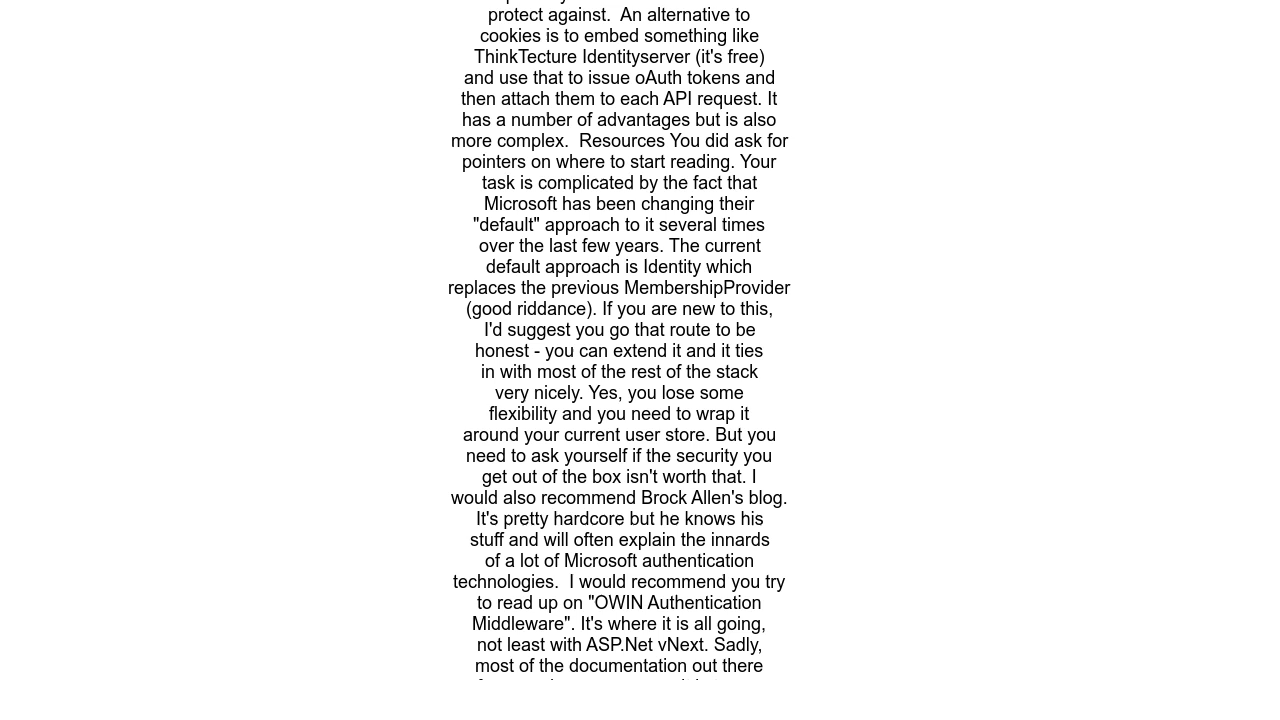 protect against.  An alternative to
cookies is to embed something like
ThinkTecture Identityserver (it's free)
and use that to issue oAuth tokens and
then attach them to each API request. It
has a number of advantages but is also
more complex.  Resources You did ask for
pointers on where to start reading. Your
task is complicated by the fact that
Microsoft has been changing their
"default" approach to it several times
over the last few years. The current
default approach is Identity which
replaces the previous MembershipProvider
(good riddance). If you are new to this,
I'd suggest you go that route to be
honest - you can extend it and it ties
in with most of the rest of the stack
very nicely. Yes, you lose some
flexibility and you need to wrap it
around your current user store. But you
need to ask yourself if the security you
get out of the box isn't worth that. I
would also recommend Brock Allen's blog.
It's pretty hardcore but he knows his
stuff and will often explain the innards
of a lot of Microsoft authentication
technologies.  I would recommend you try
to read up on "OWIN Authentication
Middleware". It's where it is all going,
not least with ASP.Net vNext. Sadly,
most of the documentation out there